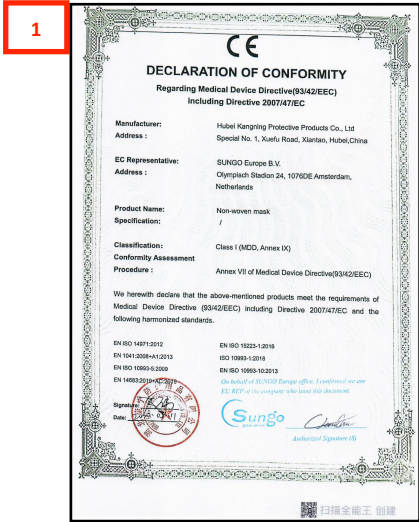 1
CE
DECLARATION OF CONFORMITY
Regarding Medical Device Directive(93/42/EEC)
including Directive 2007/47/EC
Manufacturer: Hubei Kangning Protective Products Co., Ltd
Address : Special No. 1, Xuefu Road, Xiantao, Hubei,China
EC Representative: SUNGO Europe B.V.
Address : Olympisch Stadion 24, 1076DE Amsterdam,
Netherlands
Product Name: Non-woven mask
Specification: /
Classification: Class I (MDD, Annex IX)
Conformity Assessment
Procedure : Annex VII of Medical Device Directive(93/42/EEC)
We herewith declare that the above-mentioned products meet the requirements of
Medical Device Directive (93/42/EEC) including Directive 2007/47/EC and the
following harmonized standards.
EN ISO 14971:2012 EN ISO 15223-1:2016
EN 1041:2008+A1:2013 ISO 10993-1:2018
EN ISO 10993-5:2009 EN ISO 10993-10:2013
EN 14683:2019+AC:2019 On behalf of SUNGO Europe office, I confirmed we are
EU REP of the company who issue this document.
Signature:
Sungo
Date:
Authorized Signature (S)
扫描全能王 创建